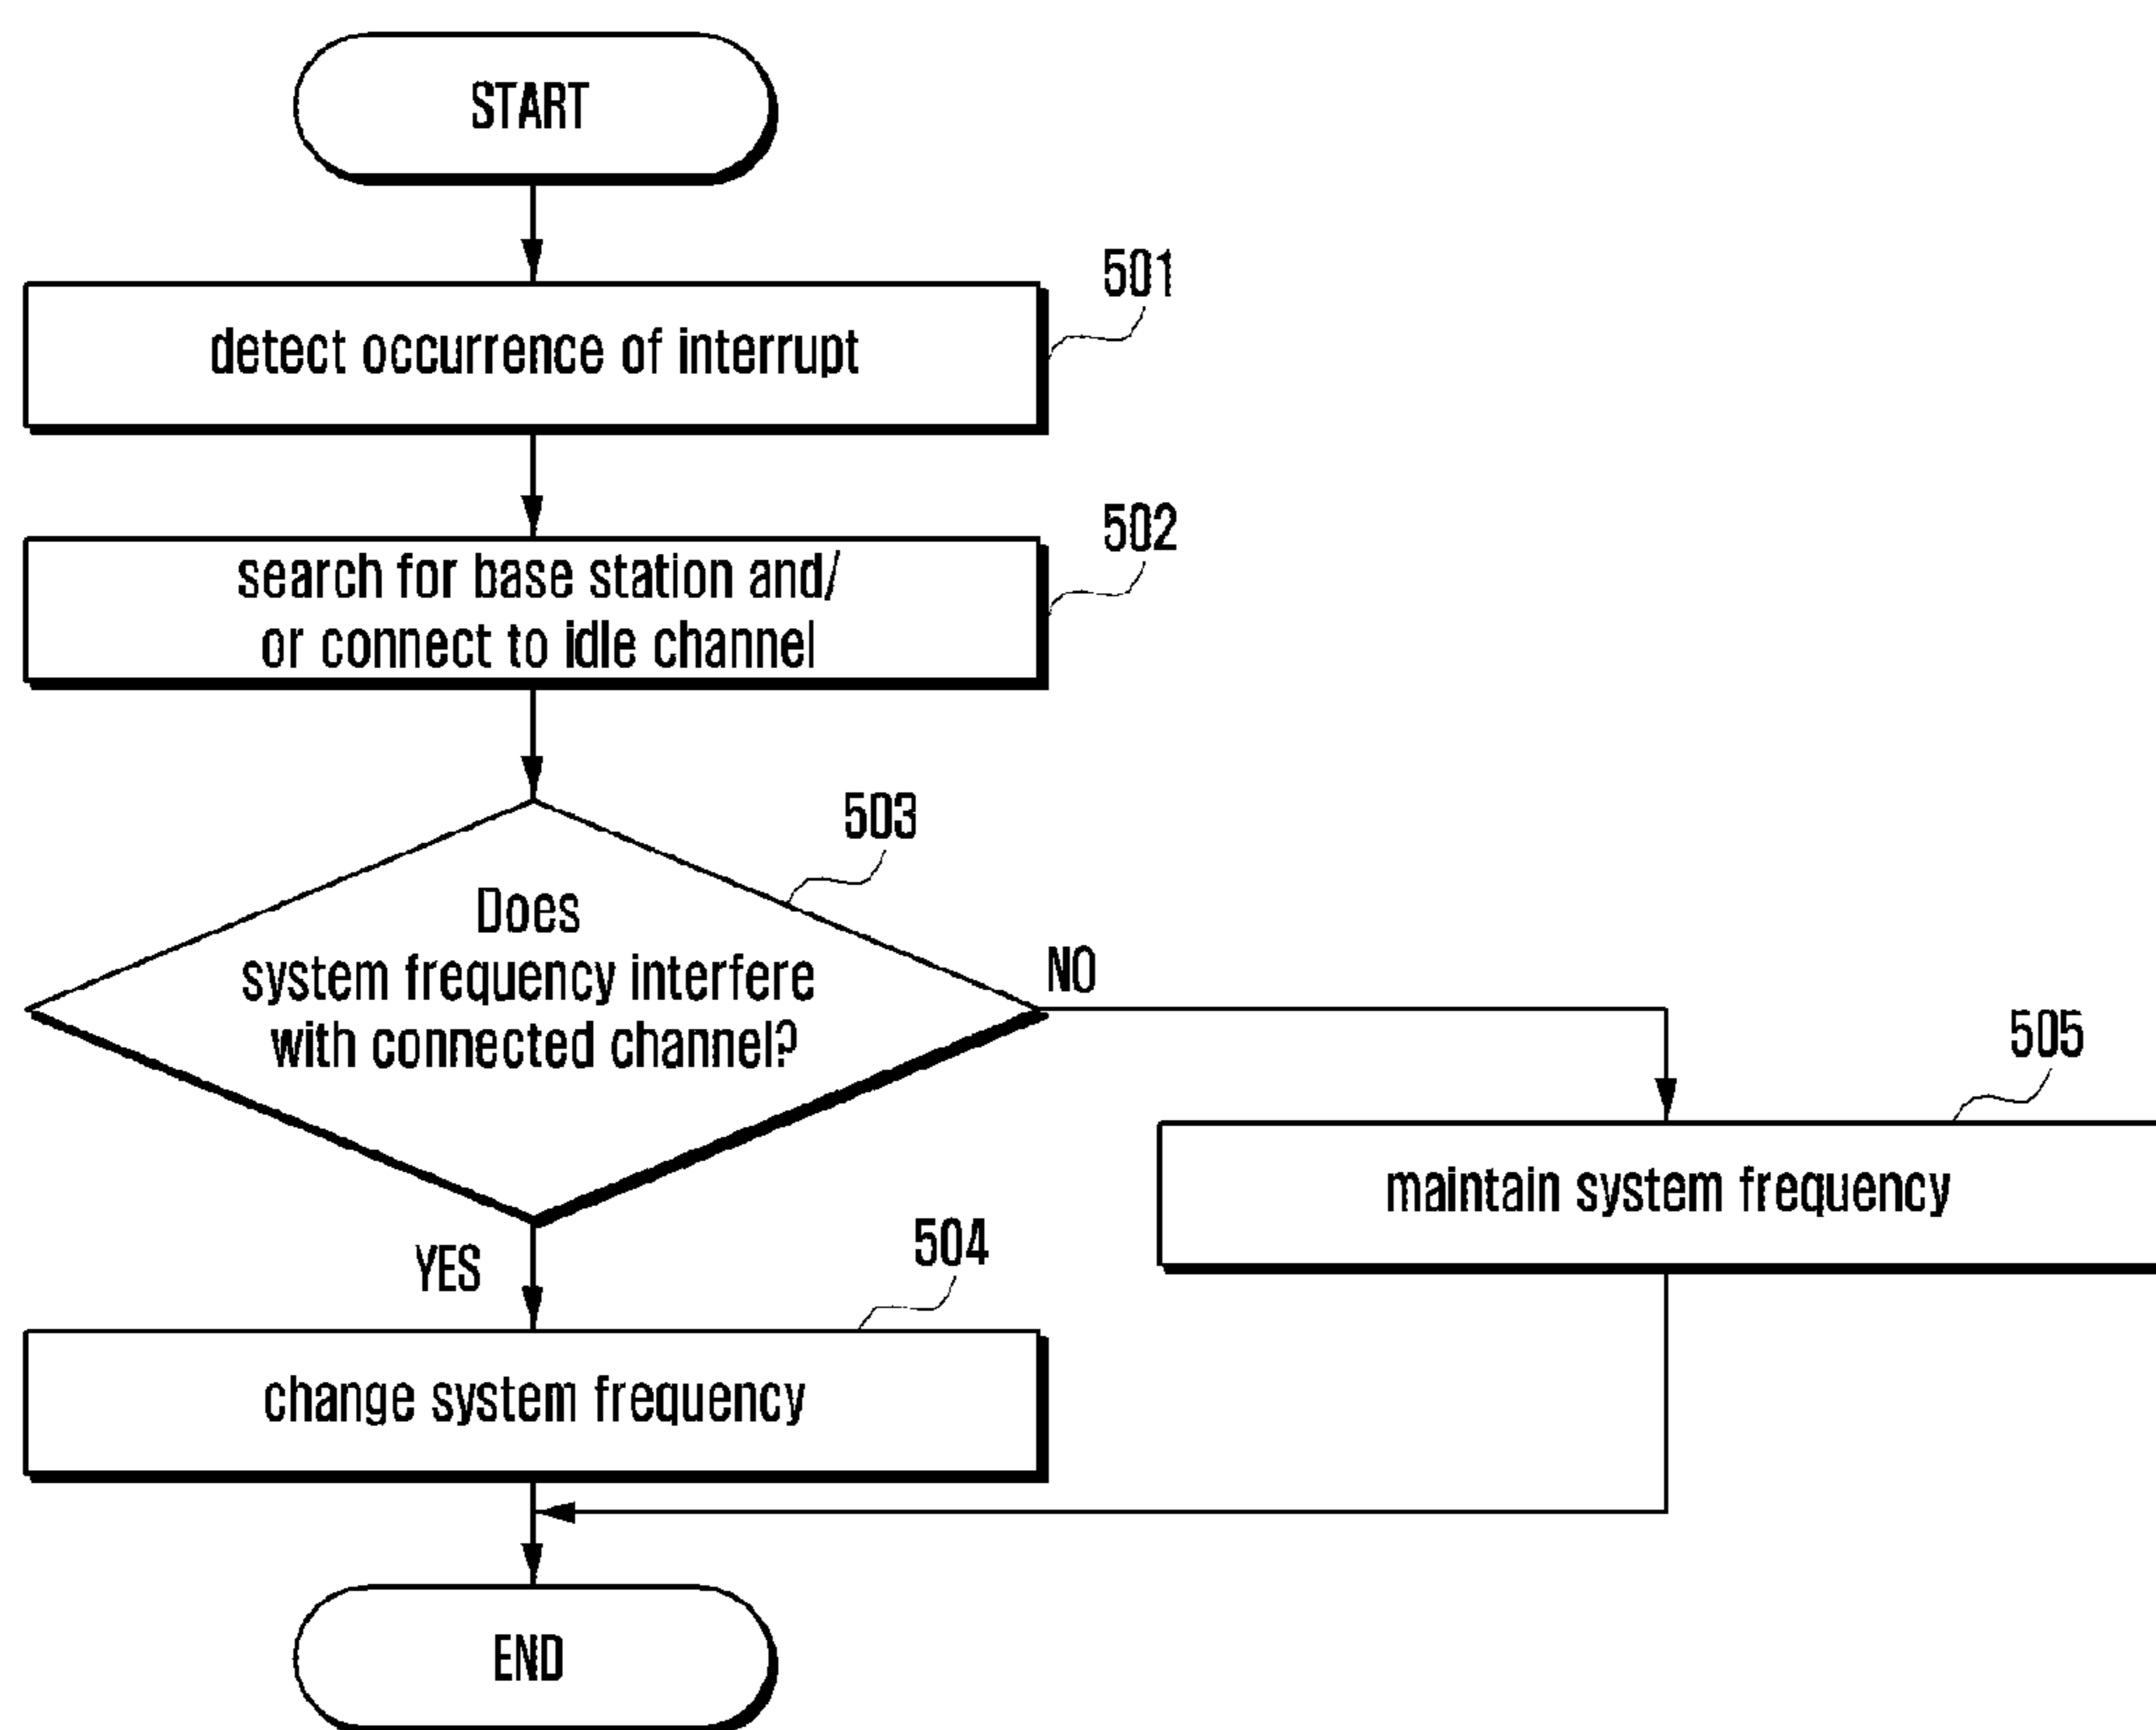 START
501
detect occurrence of interrupt
502
search for base station and/
or connect to idle channel
503
Does
system frequency interfere
with connected channel?
NO
505
maintain system frequency
YES
504
change system frequency
END